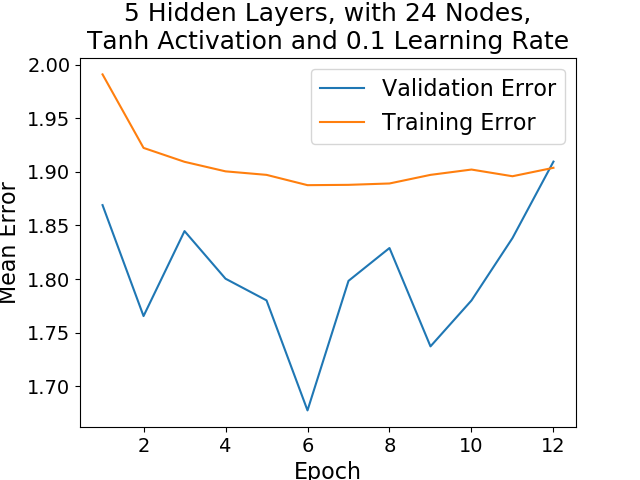 5 Hidden Layers, with 24 Nodes,
Tanh Activation and 0.1 Learning Rate
Validation Error
Training Error
Mean Error
2.00
1.95
1.90
1.85
1.80
1.75
1.70
2 4 6 8 10 12
Epoch